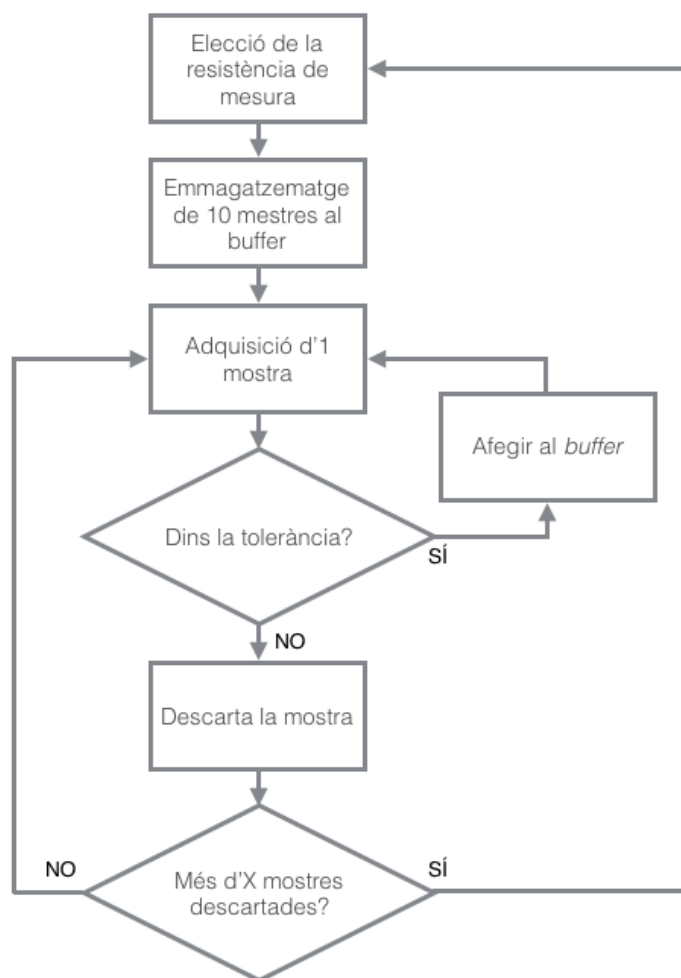 Elecció de la
resistència de
mesura
Emmagatzematge
de 10 mestres al
buffer
Adquisició d'1
mostra
Afegir al buffer
Dins la tolerància?
SÍ
NO
Descarta la mostra
NO
SÍ
Més d'X mostres
descartades?